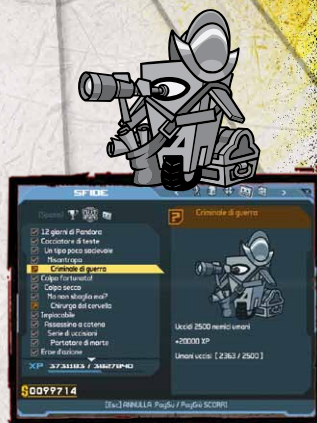 SFIDE
12 giorni di Pandora
Cacciatore di teste
Un tipo poco socievole
Misantropo
Criminale di guerra
Colpo fortunato!
Colpo secco
Ma non sbaglia mai?
Chirurgo del cervello
Implacabile
Assassino a catena
Serie di uccisioni
Portatore di morte
Eroe d'azione
XP 3731183 / 3827840
$0099714
Criminale di guerra
Uccidi 2500 nemici umani
+20000 XP
Umani uccisi [ 2363 / 2500 ]
[Esc] ANNULLA PagSu / PagGiù SCORRI